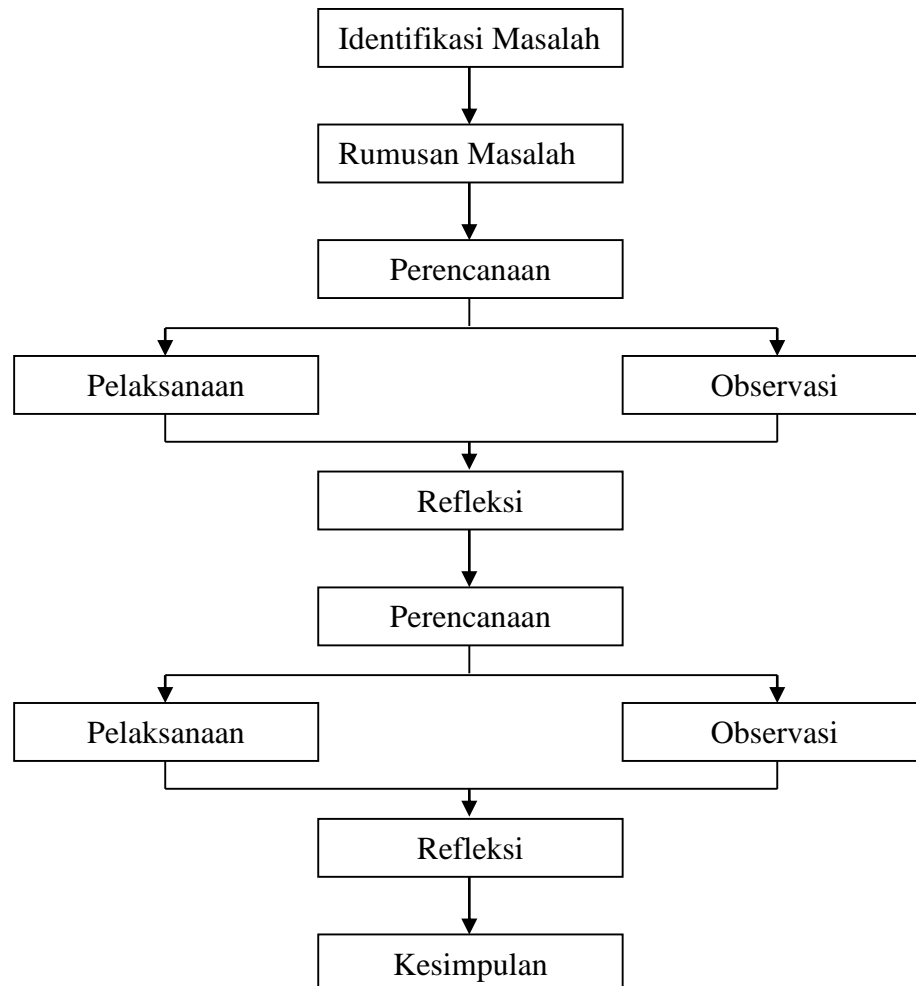 Identifikasi Masalah
Rumusan Masalah
Perencanaan
Pelaksanaan
Observasi
Refleksi
Perencanaan
Pelaksanaan
Observasi
Refleksi
Kesimpulan